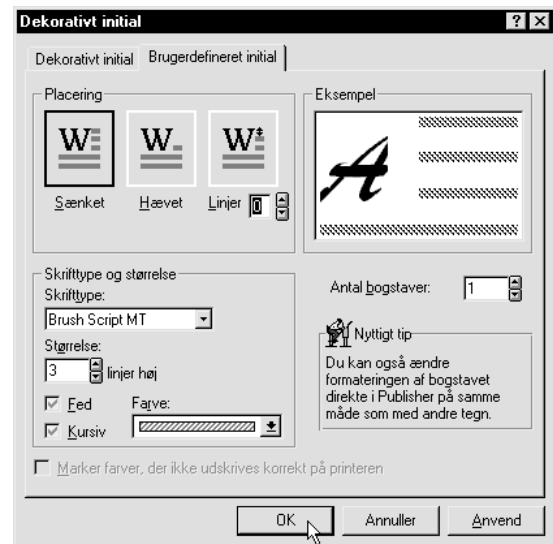 Dekorativt initial
Dekorativt initial Brugerdefineret initial
Placering
W W W
Sænket Hævet Linjer 0
Eksempel
A
Skrifttype og størrelse
Skrifttype:
Brush Script MT
Størrelse:
3 linjer høj
Fed Farve:
Kursiv
Antal bogstaver: 1
Nyttigt tip
Du kan også ændre
formateringen af bogstavet
direkte i Publisher på samme
måde som med andre tegn.
Marker farver, der ikke udskrives korrekt på printeren
OK Annuller Anvend